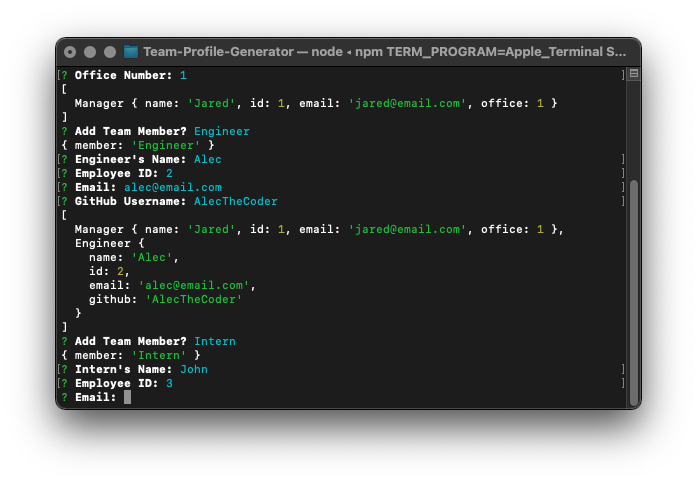 Team-Profile-Generator — node ◂ npm TERM_PROGRAM=Apple_Terminal S...
[? Office Number: 1 ]
[
  Manager { name: 'Jared', id: 1, email: 'jared@email.com', office: 1 }
]
? Add Team Member? Engineer
{ member: 'Engineer' }
[? Engineer's Name: Alec ]
[? Employee ID: 2 ]
[? Email: alec@email.com ]
[? GitHub Username: AlecTheCoder ]
[
  Manager { name: 'Jared', id: 1, email: 'jared@email.com', office: 1 },
  Engineer {
    name: 'Alec',
    id: 2,
    email: 'alec@email.com',
    github: 'AlecTheCoder'
  }
]
? Add Team Member? Intern
{ member: 'Intern' }
[? Intern's Name: John ]
[? Employee ID: 3 ]
? Email: